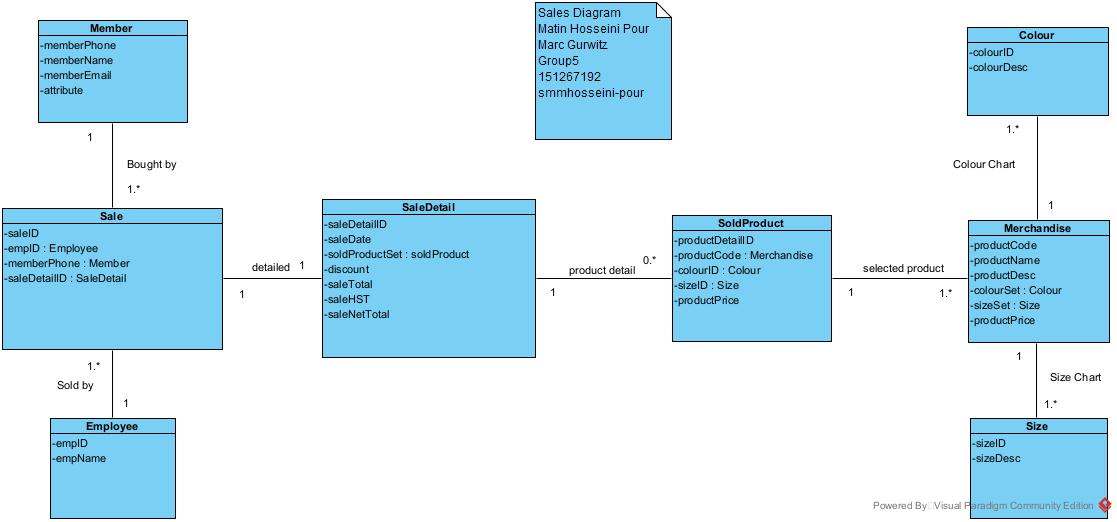 Sales Diagram
Matin Hosseini Pour
Marc Gurwitz
Group5
151267192
smmhosseini-pour
Member
-memberPhone
-memberName
-memberEmail
-attribute
1
Bought by
1.*
Sale
-saleID
-empID : Employee
-memberPhone : Member
-saleDetailID : SaleDetail
1.*
Sold by
1
Employee
-empID
-empName
detailed
1
1
SaleDetail
-saleDetailID
-saleDate
-soldProductSet : soldProduct
-discount
-saleTotal
-saleHST
-saleNetTotal
0.*
product detail
1
SoldProduct
-productDetailID
-productCode : Merchandise
-colourID : Colour
-sizeID : Size
-productPrice
selected product
1
1.*
Colour
-colourID
-colourDesc
1.*
Colour Chart
1
Merchandise
-productCode
-productName
-productDesc
-colourSet : Colour
-sizeSet : Size
-productPrice
1
Size Chart
1.*
Size
-sizeID
-sizeDesc
Powered By Visual Paradigm Community Edition